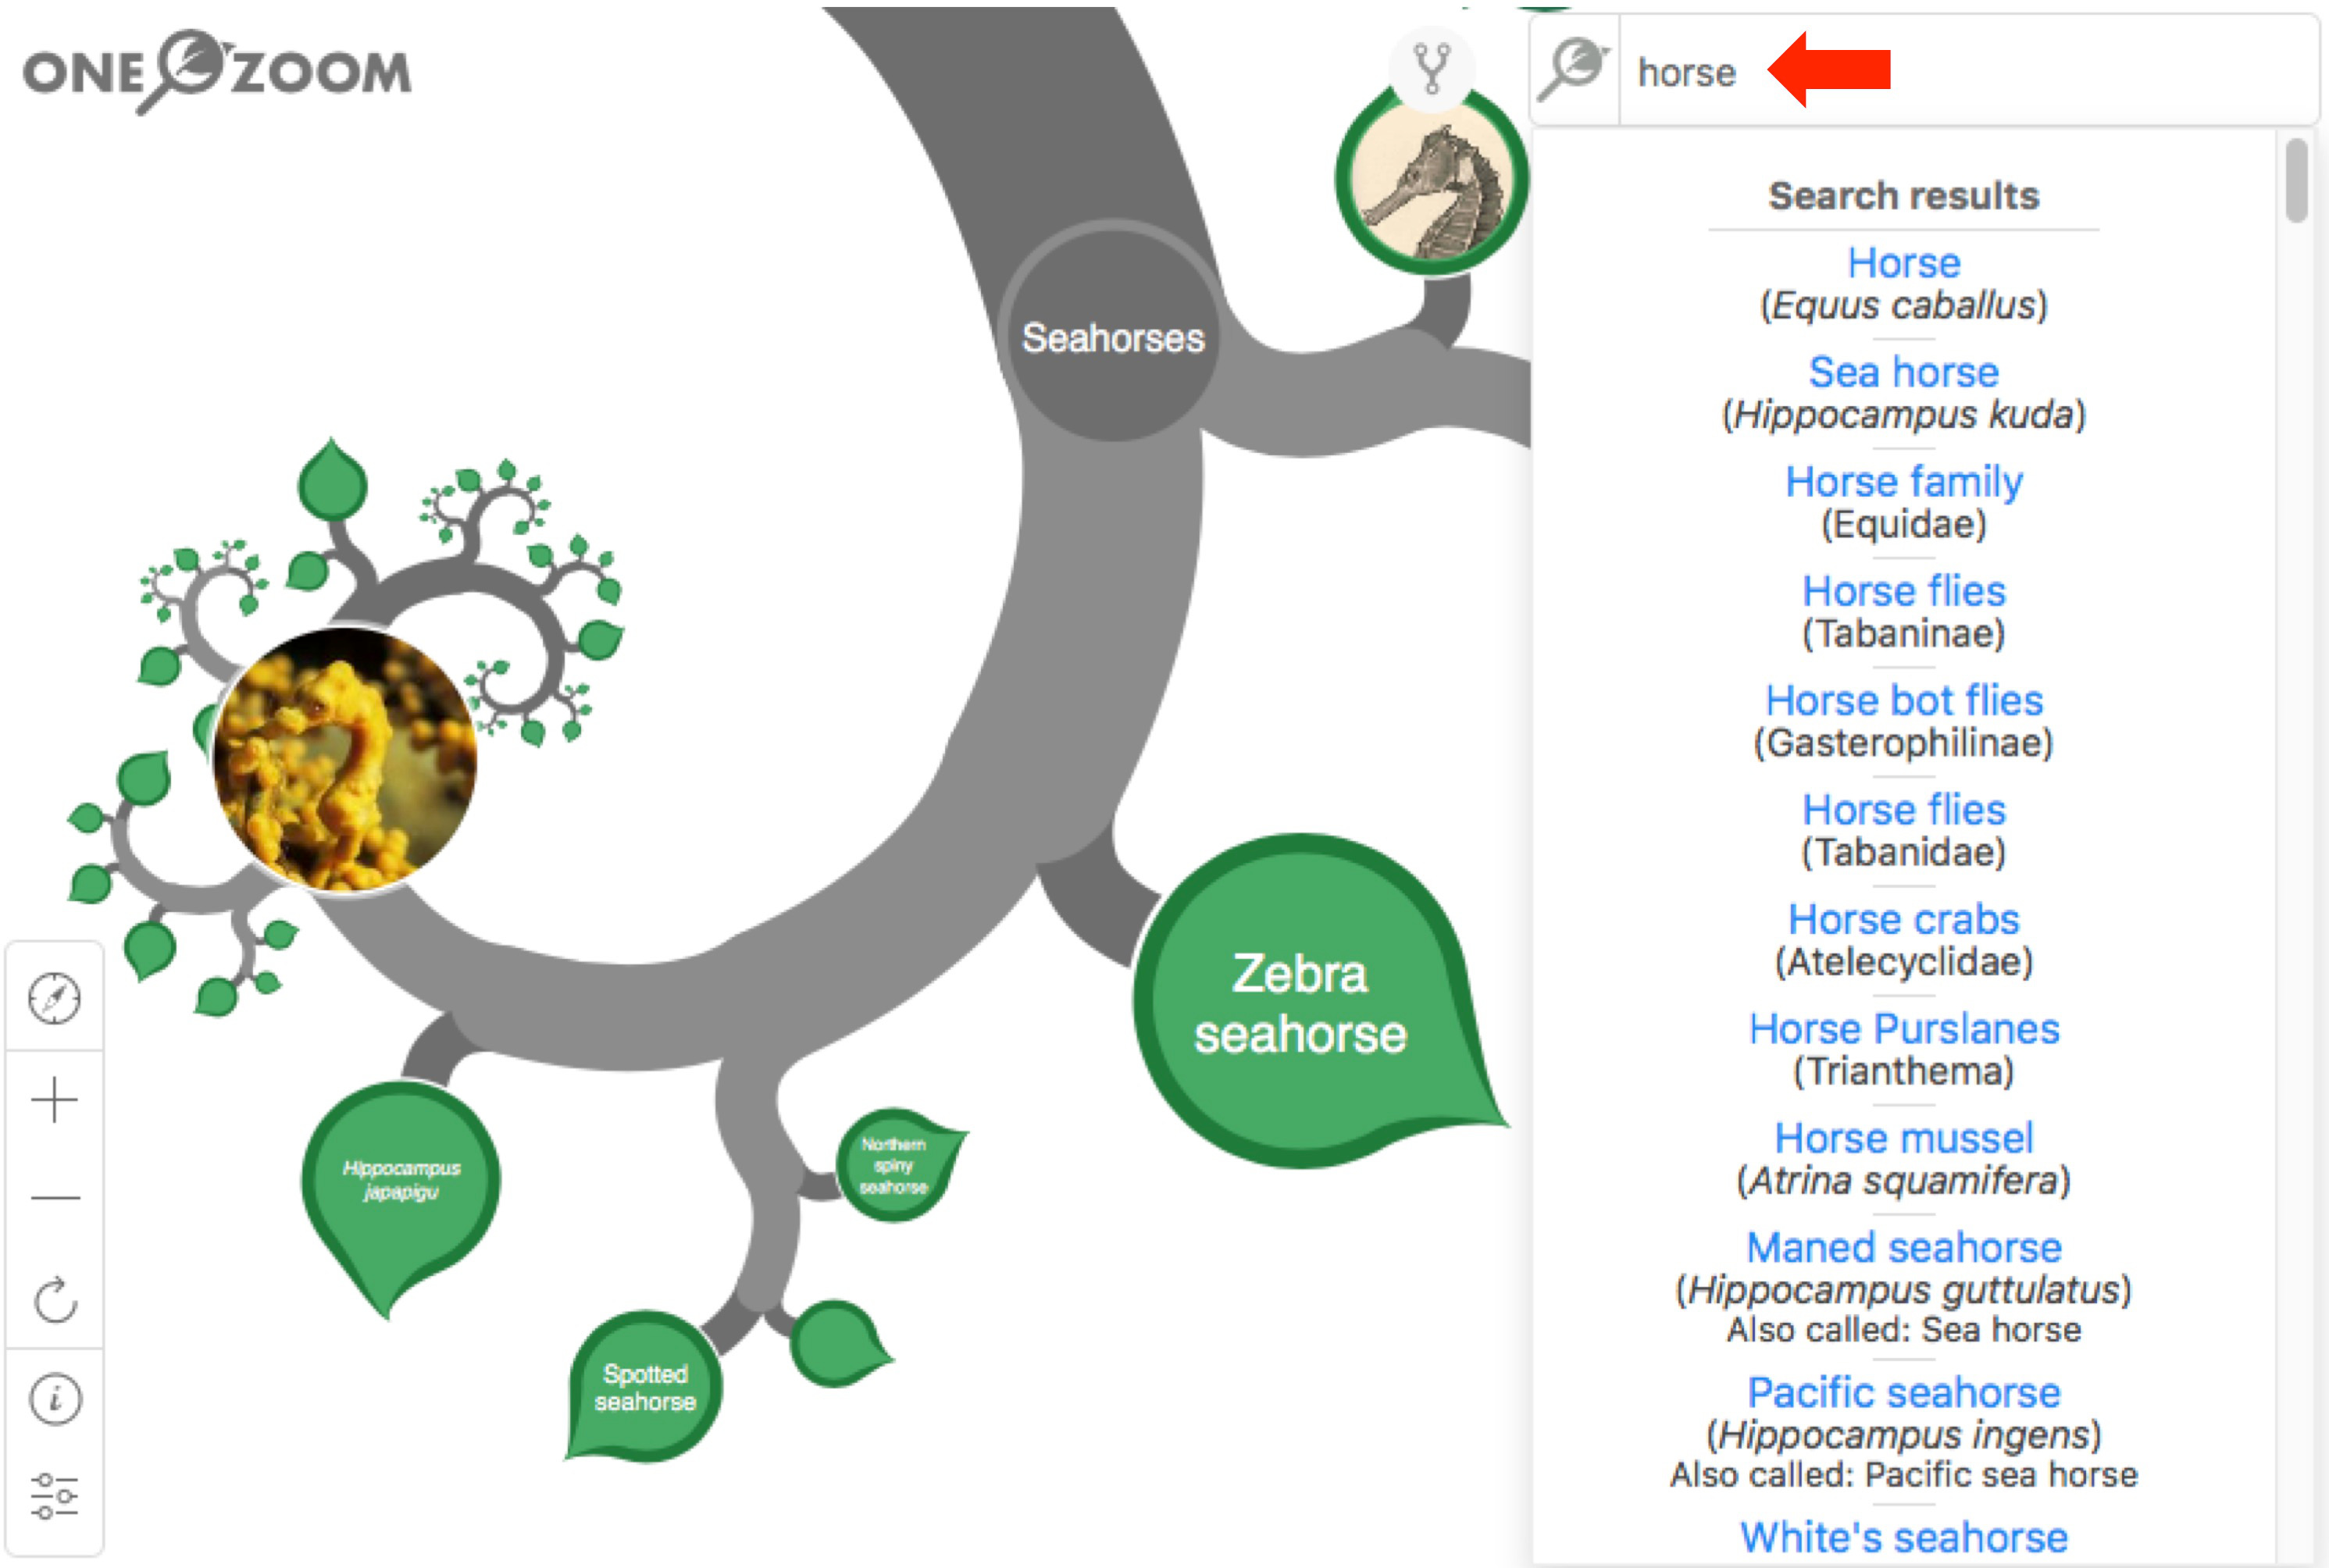 ONE ZOOM
horse
Search results
Horse
(Equus caballus)
Sea horse
(Hippocampus kuda)
Horse family
(Equidae)
Horse flies
(Tabaninae)
Horse bot flies
(Gasterophilinae)
Horse flies
(Tabanidae)
Horse crabs
(Atelecyclidae)
Horse Purslanes
(Trianthema)
Horse mussel
(Atrina squamifera)
Maned seahorse
(Hippocampus guttulatus)
Also called: Sea horse
Pacific seahorse
(Hippocampus ingens)
Also called: Pacific sea horse
White's seahorse
Seahorses
Zebra
seahorse
Northern
spiny
seahorse
Hippocampus
japapigu
Spotted
seahorse